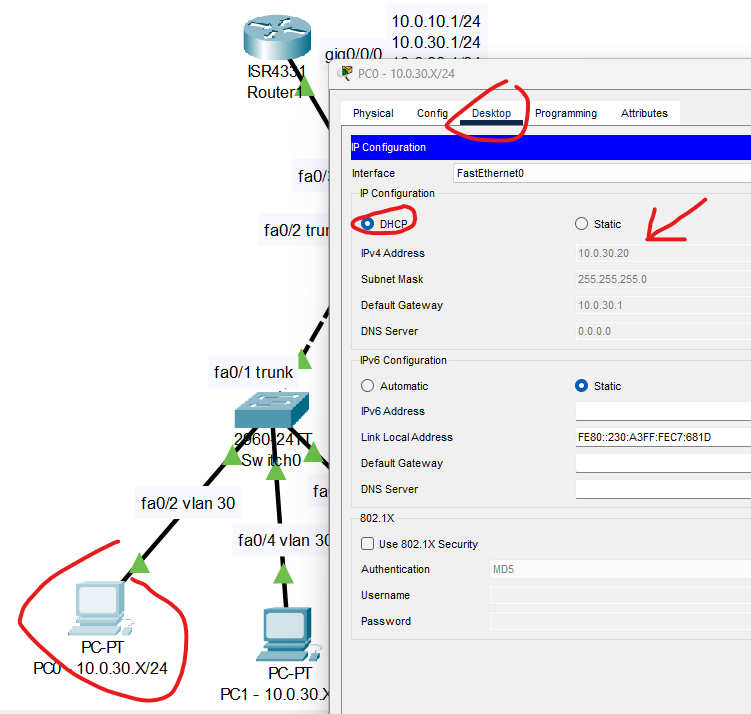 10.0.10.1/24
10.0.30.1/24
gig0/0/0
ISR4331
Router1
PC0 - 10.0.30.X/24
Physical Config Desktop Programming Attributes
IP Configuration
Interface FastEthernet0
IP Configuration
DHCP Static
IPv4 Address 10.0.30.20
Subnet Mask 255.255.255.0
Default Gateway 10.0.30.1
DNS Server 0.0.0.0
IPv6 Configuration
Automatic Static
IPv6 Address
Link Local Address FE80::230:A3FF:FEC7:681D
Default Gateway
DNS Server
802.1X
Use 802.1X Security
Authentication MD5
Username
Password
fa0/
fa0/2 trun
fa0/1 trunk
2960-24TT
Switch0
fa0/2 vlan 30
fa
fa0/4 vlan 30
PC-PT
PC0 - 10.0.30.X/24
PC-PT
PC1 - 10.0.30.X